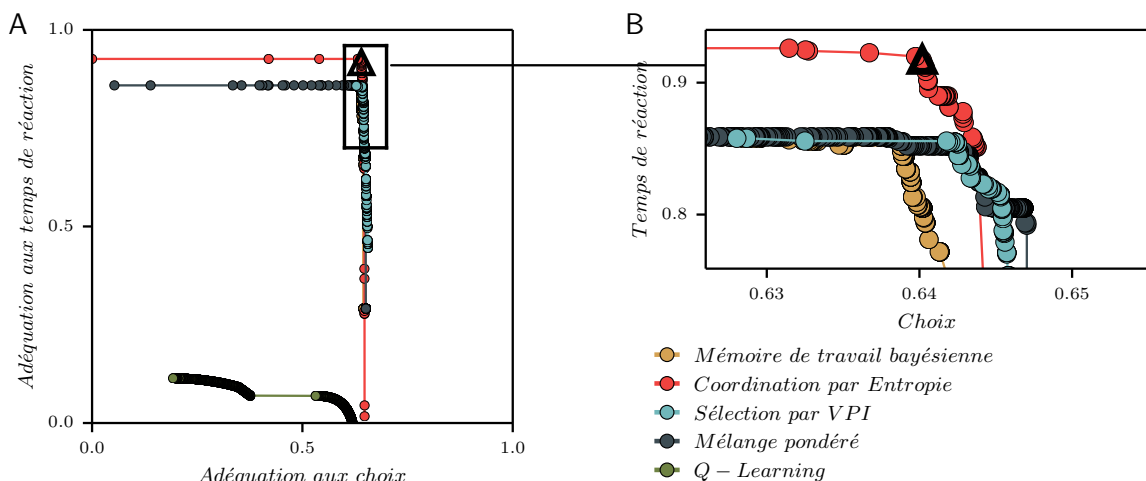 A
1.0
0.5
0.0
Adéquation aux temps de réaction
0.0
0.5
1.0
Adéquation aux choix
B
0.9
0.8
Temps de réaction
0.63
0.64
0.65
Choix
Mémoire de travail bayésienne
Coordination par Entropie
Sélection par VPI
Mélange pondéré
Q − Learning